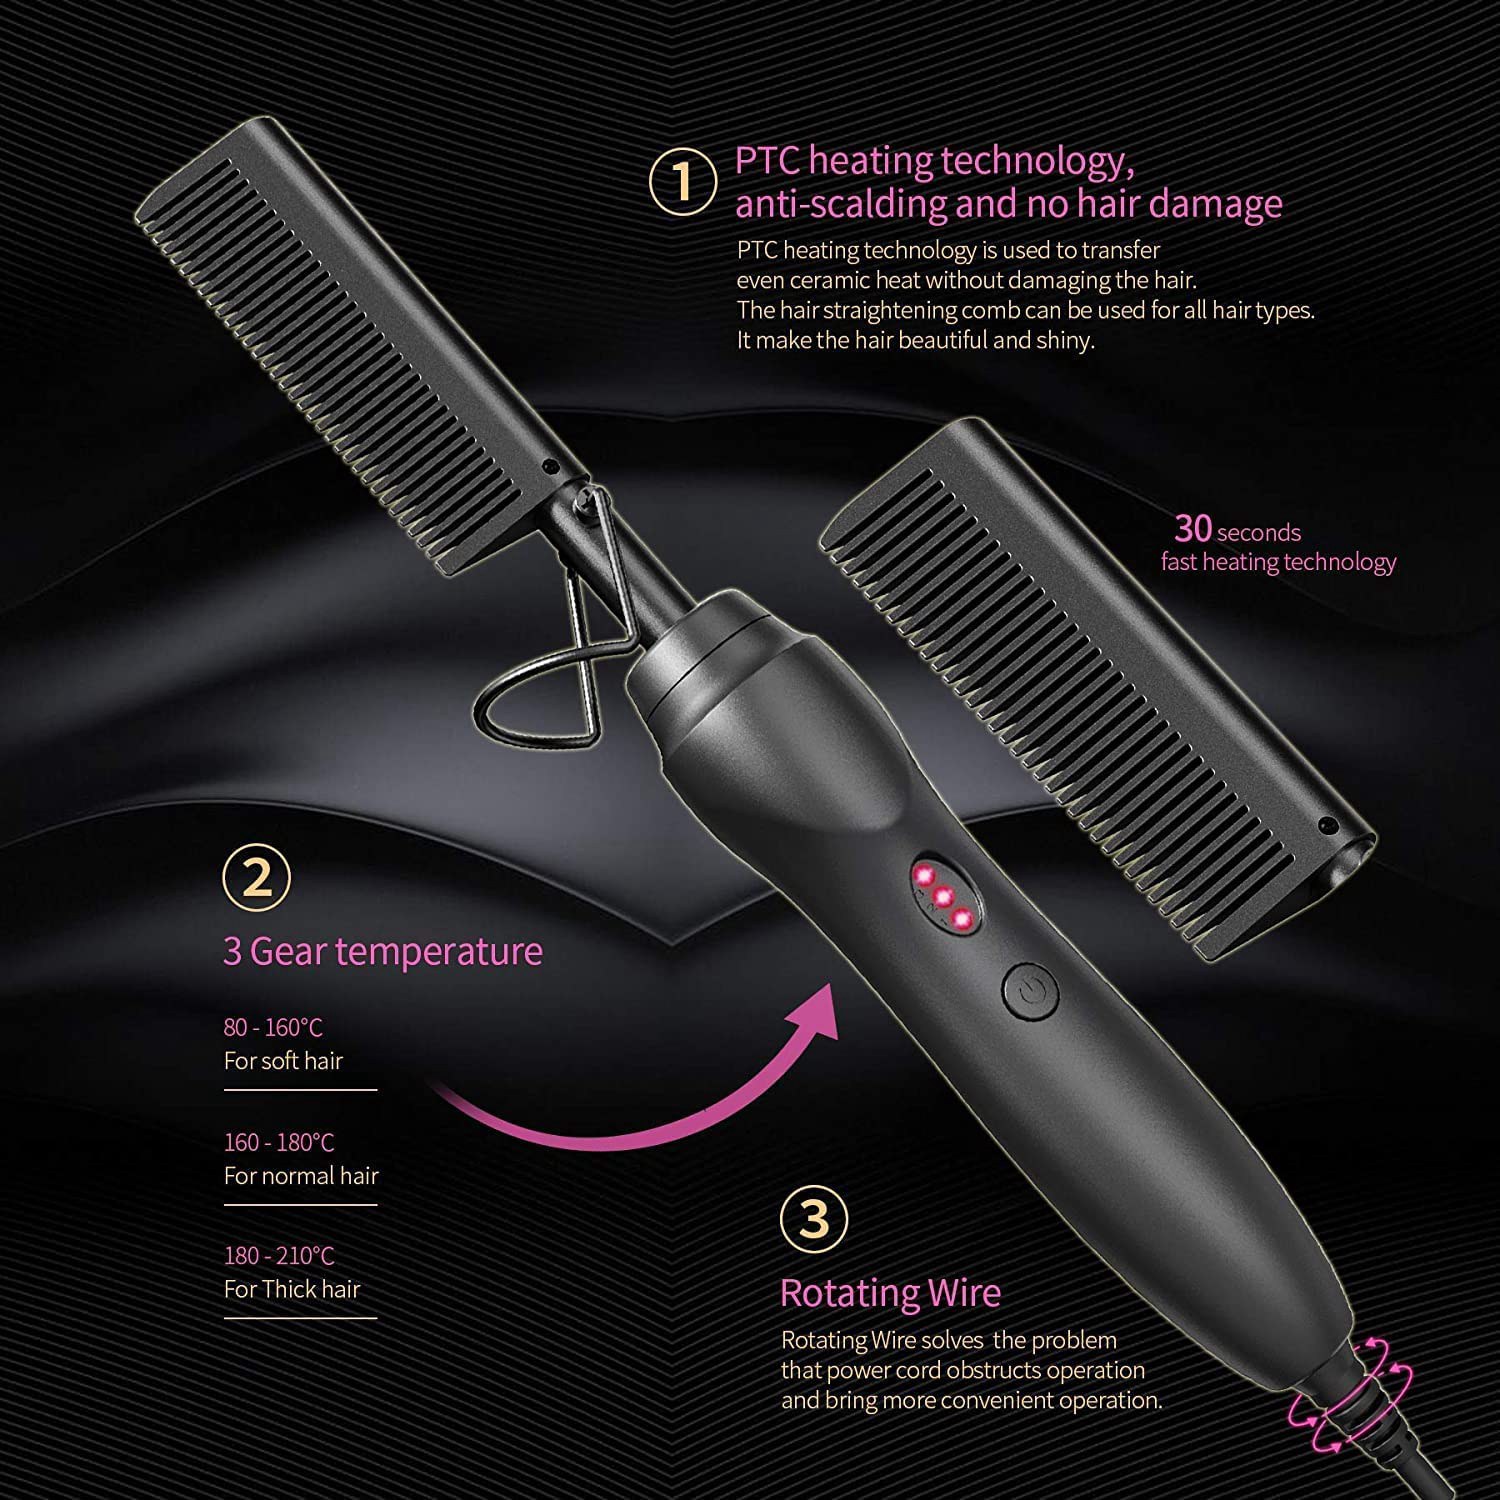 1
PTC heating technology,
anti-scalding and no hair damage
PTC heating technology is used to transfer
even ceramic heat without damaging the hair.
The hair straightening comb can be used for all hair types.
It make the hair beautiful and shiny.
30 seconds
fast heating technology
3 2 1
2
3 Gear temperature
80 - 160°C
For soft hair
160 - 180°C
For normal hair
180 - 210°C
For Thick hair
3
Rotating Wire
Rotating Wire solves the problem
that power cord obstructs operation
and bring more convenient operation.